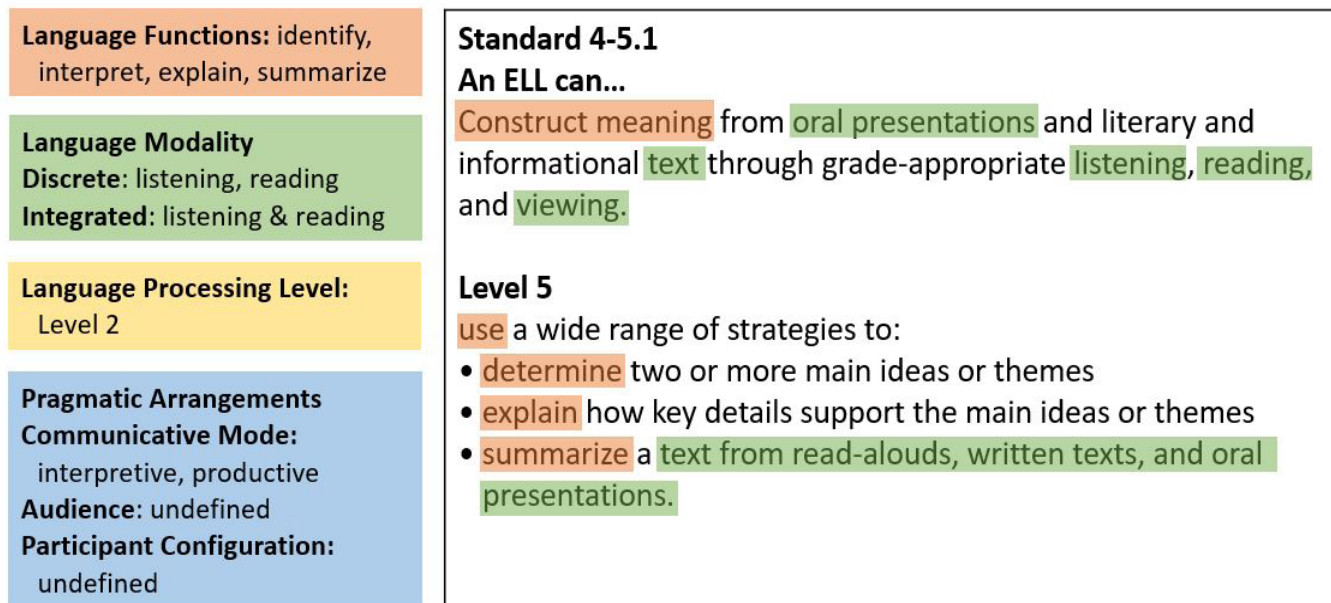 Language Functions: identify,
interpret, explain, summarize
Language Modality
Discrete: listening, reading
Integrated: listening & reading
Language Processing Level:
Level 2
Pragmatic Arrangements
Communicative Mode:
interpretive, productive
Audience: undefined
Participant Configuration:
undefined
Standard 4-5.1
An ELL can...
Construct meaning from oral presentations and literary and
informational text through grade-appropriate listening, reading,
and viewing.
Level 5
use a wide range of strategies to:
• determine two or more main ideas or themes
• explain how key details support the main ideas or themes
• summarize a text from read-alouds, written texts, and oral
presentations.